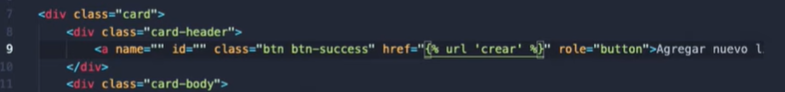 7 <div class="card">
8 <div class="card-header">
9 <a name="" id="" class="btn btn-success" href="{% url 'crear' %}" role="button">Agregar nuevo l
10 </div>
11 <div class="card-body">